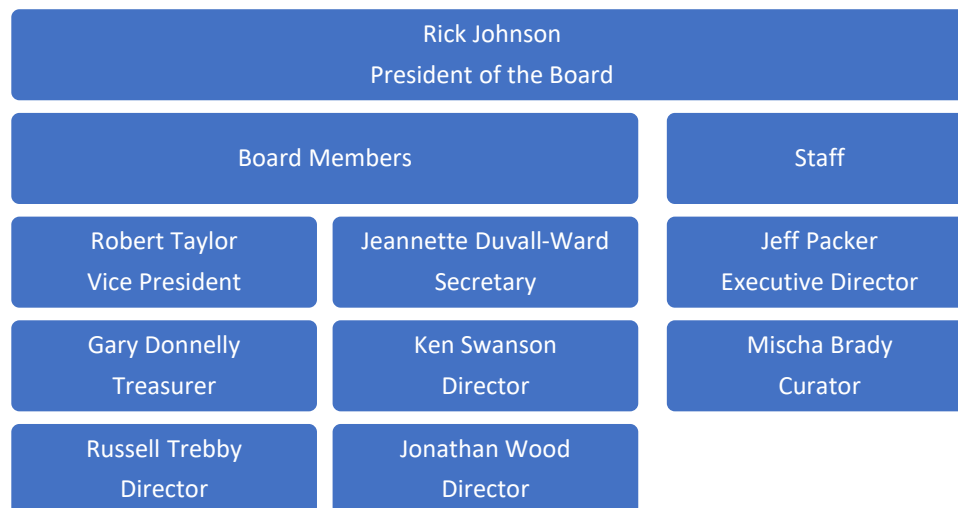 Rick Johnson
President of the Board
Board Members
Staff
Robert Taylor
Vice President
Jeannette Duvall-Ward
Secretary
Jeff Packer
Executive Director
Gary Donnelly
Treasurer
Ken Swanson
Director
Mischa Brady
Curator
Russell Trebby
Director
Jonathan Wood
Director